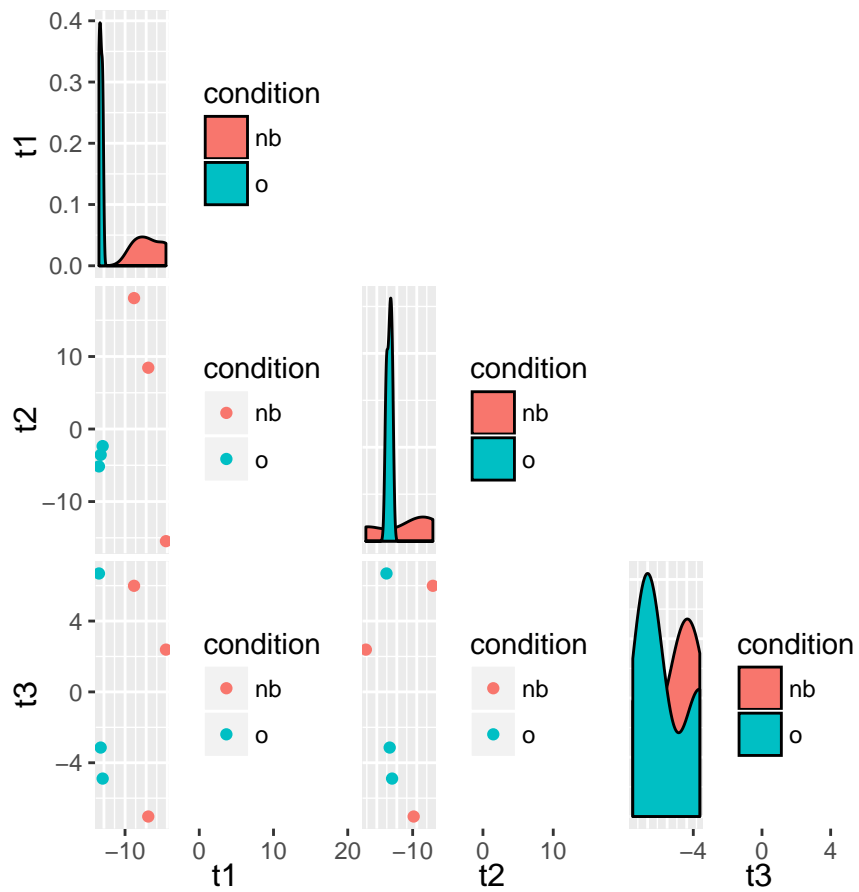 0.4
0.3
0.2
0.1
0.0
t1
condition
nb
o
10
0
−10
t2
condition
nb
o
condition
nb
o
4
0
−4
t3
condition
nb
o
condition
nb
o
condition
nb
o
−10 0 10 20
−10 0 10
−4 0 4
t1
t2
t3